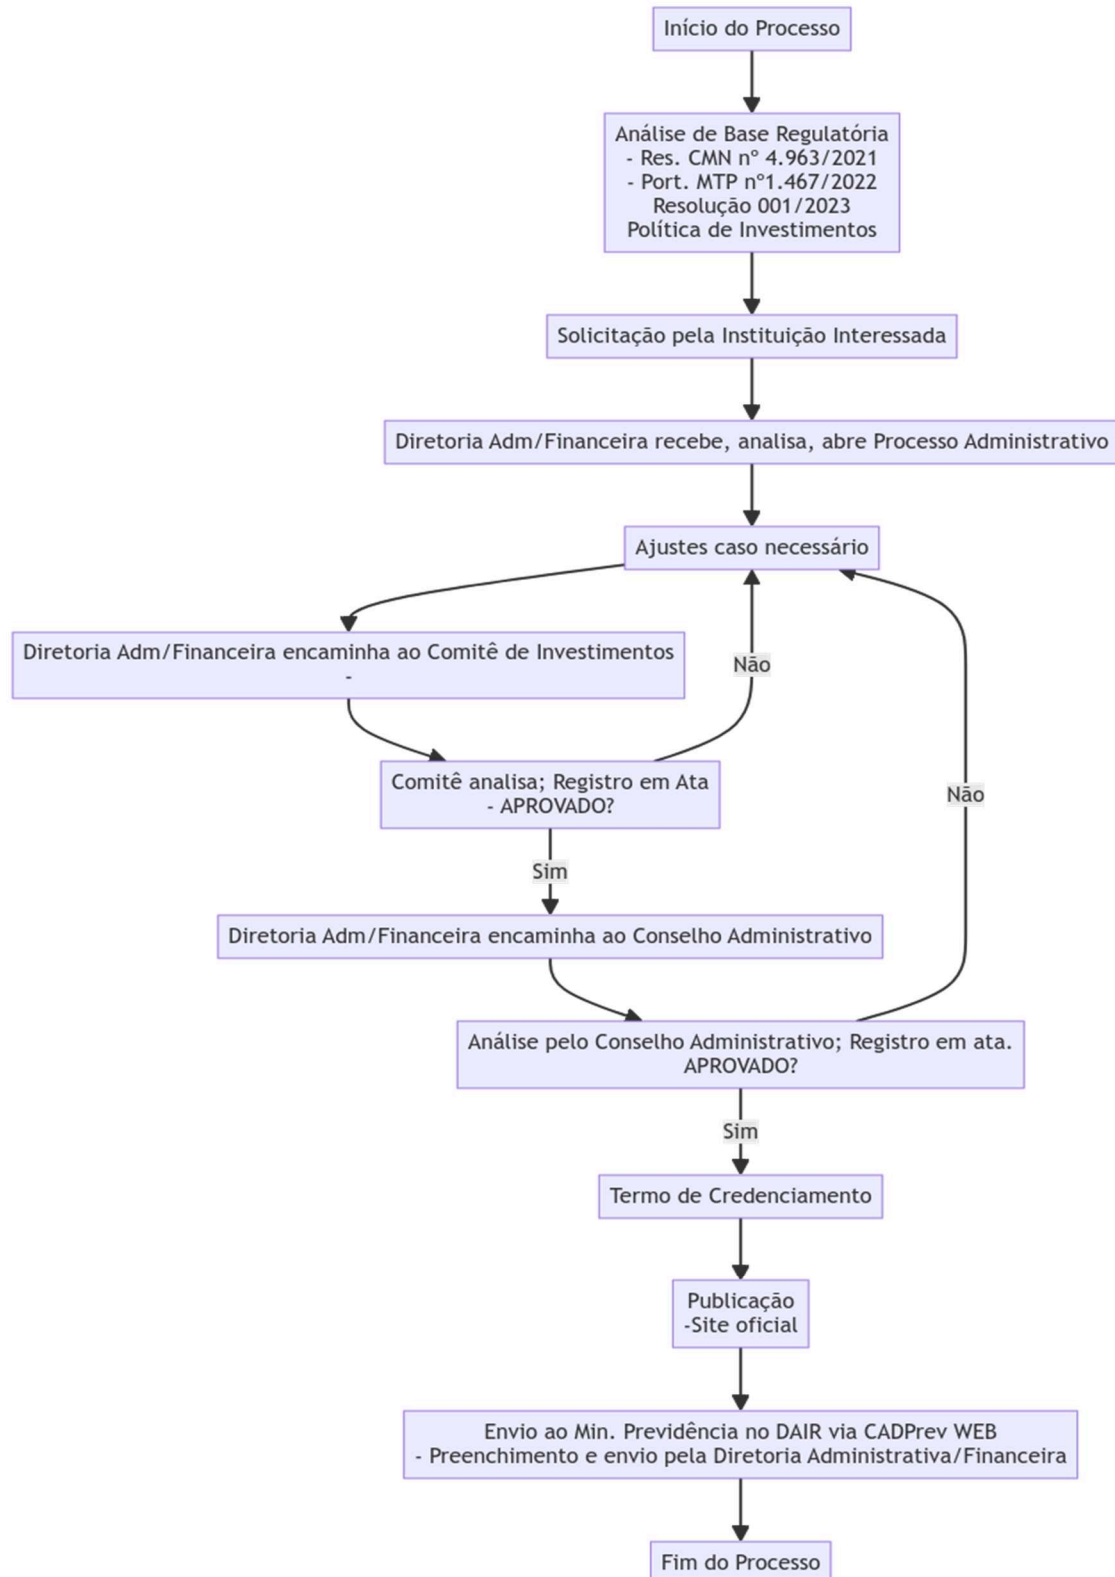 Início do Processo
Análise de Base Regulatória
- Res. CMN nº 4.963/2021
- Port. MTP nº1.467/2022
Resolução 001/2023
Política de Investimentos
Solicitação pela Instituição Interessada
Diretoria Adm/Financeira recebe, analisa, abre Processo Administrativo
Ajustes caso necessário
Diretoria Adm/Financeira encaminha ao Comitê de Investimentos
-
Não
Comitê analisa; Registro em Ata
- APROVADO?
Não
Sim
Diretoria Adm/Financeira encaminha ao Conselho Administrativo
Análise pelo Conselho Administrativo; Registro em ata.
APROVADO?
Sim
Termo de Credenciamento
Publicação
-Site oficial
Envio ao Min. Previdência no DAIR via CADPrev WEB
- Preenchimento e envio pela Diretoria Administrativa/Financeira
Fim do Processo